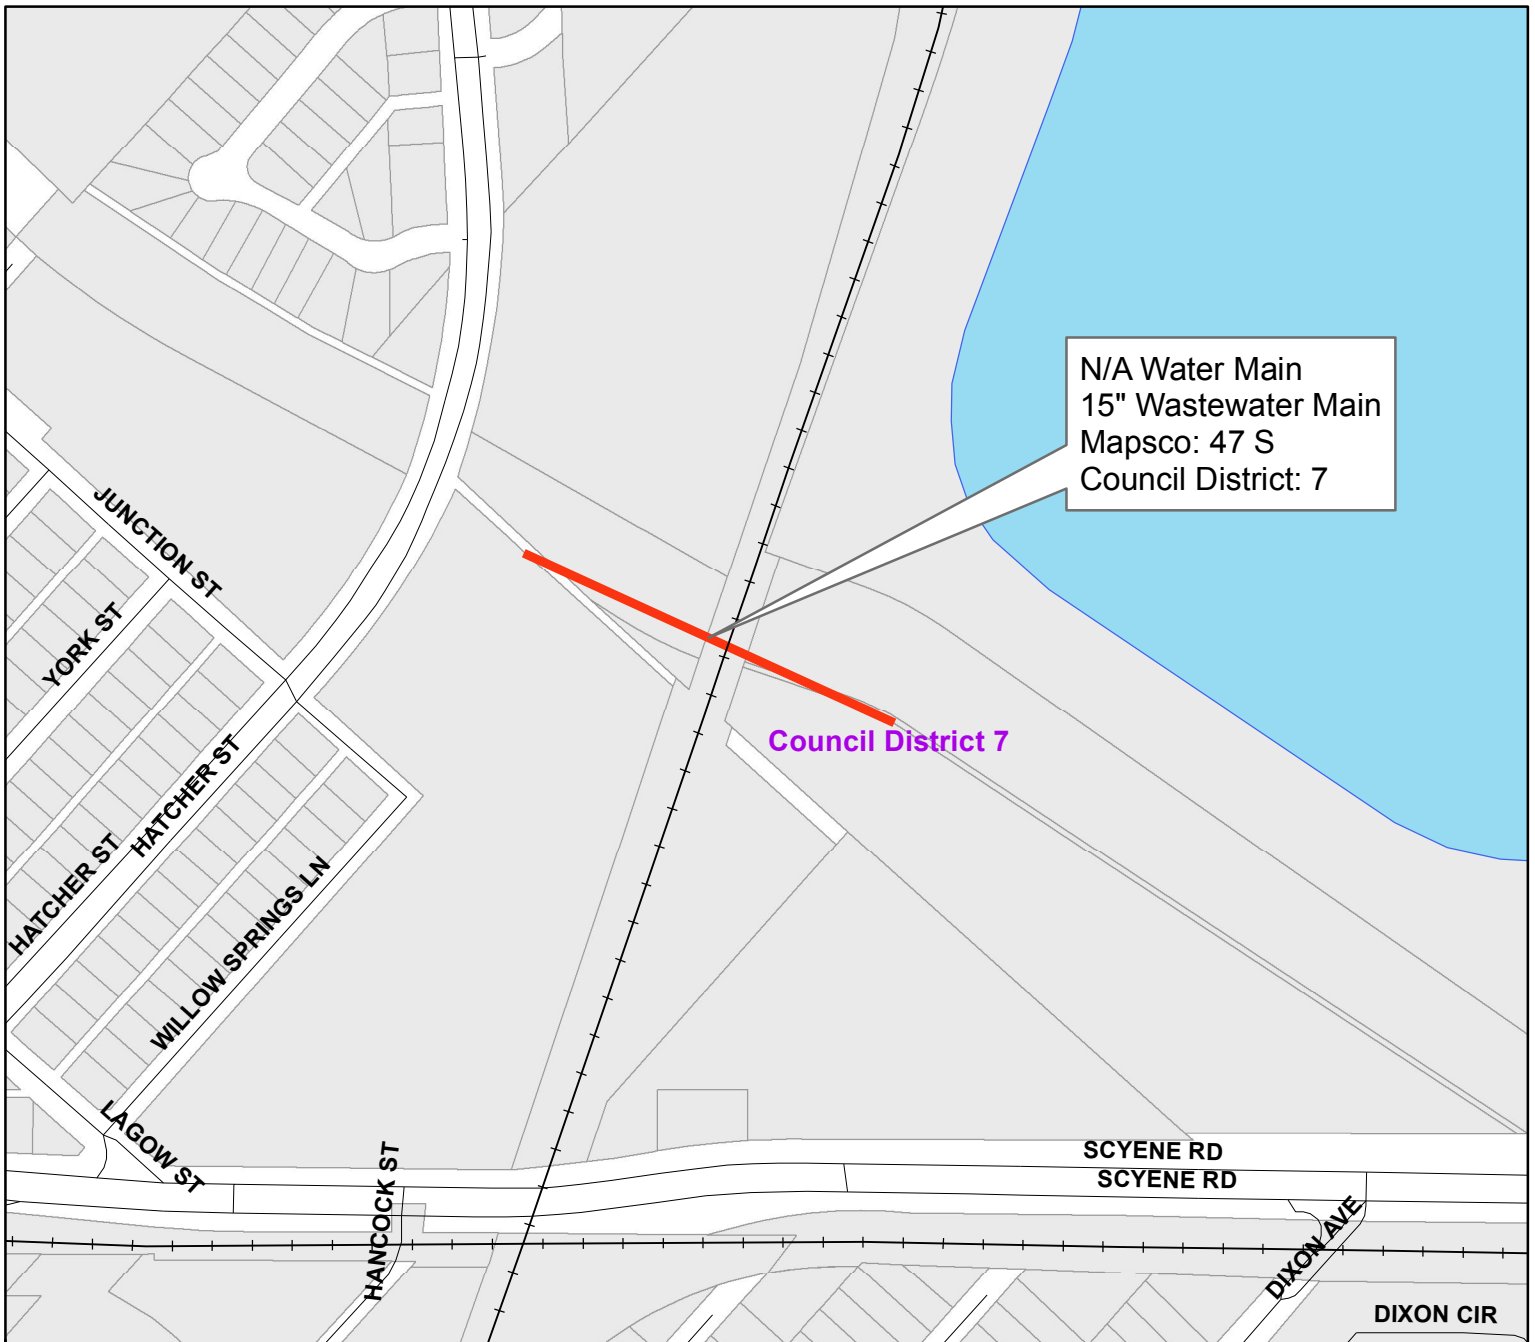 N/A Water Main
15" Wastewater Main
Mapsco: 47 S
Council District: 7
JUNCTION ST
YORK ST
Council District 7
HATCHER ST
HATCHER ST
WILLOW SPRINGS LN
LAGOW ST
HANCOCK ST
SCYENE RD
SCYENE RD
DIXON AVE
DIXON CIR